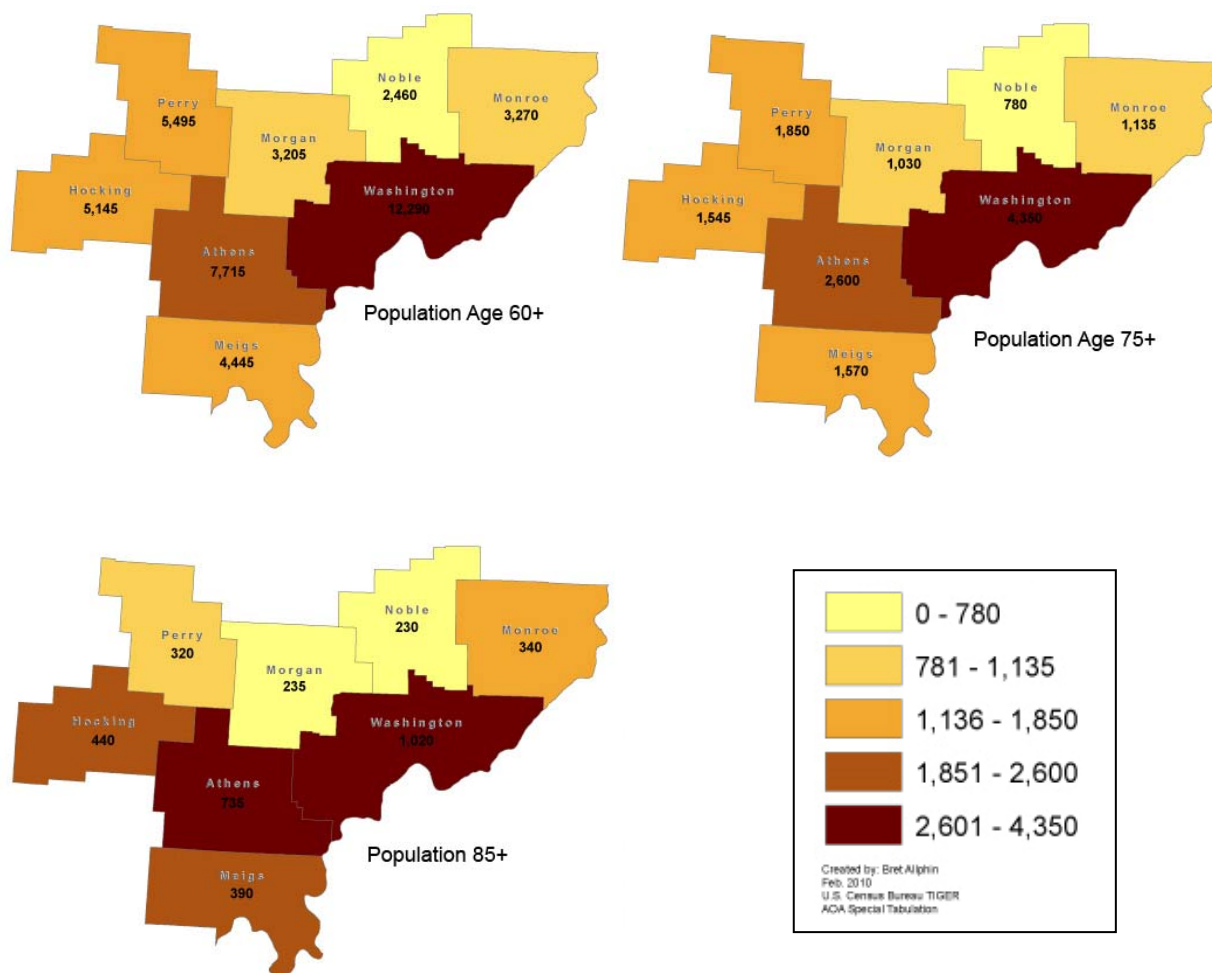 Noble
2,460
Monroe
3,270
Perry
5,495
Morgan
3,205
Hocking
5,145
Washington
12,290
Athens
7,715
Meigs
4,445
Population Age 60+
Noble
780
Monroe
1,135
Perry
1,850
Morgan
1,030
Hocking
1,545
Washington
4,350
Athens
2,600
Meigs
1,570
Population Age 75+
Noble
230
Monroe
340
Perry
320
Morgan
235
Hocking
440
Washington
1,020
Athens
735
Meigs
390
Population 85+
0 - 780
781 - 1,135
1,136 - 1,850
1,851 - 2,600
2,601 - 4,350
Created by: Bret Allphin
Feb. 2010
U.S. Census Bureau TIGER
AOA Special Tabulation